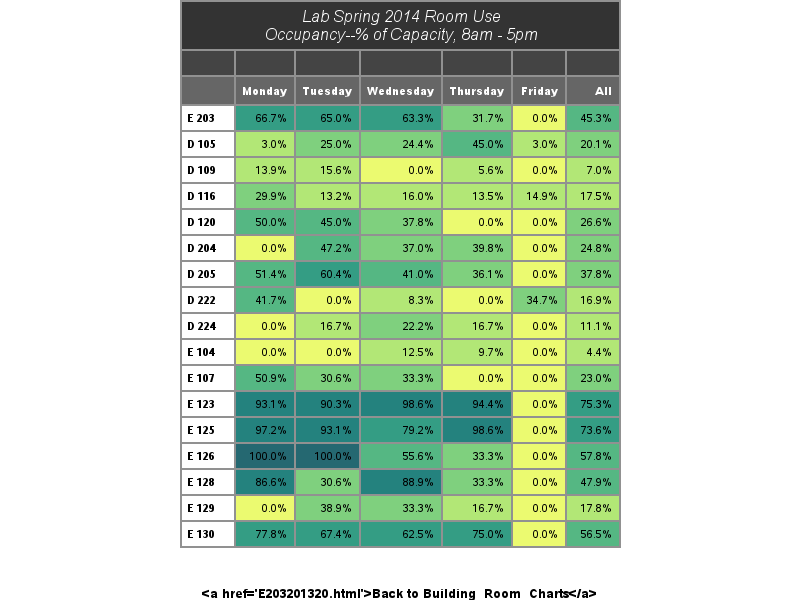 Lab Spring 2014 Room Use
Occupancy--% of Capacity, 8am - 5pm
Monday Tuesday Wednesday Thursday Friday All
E 203 66.7% 65.0% 63.3% 31.7% 0.0% 45.3%
D 105 3.0% 25.0% 24.4% 45.0% 3.0% 20.1%
D 109 13.9% 15.6% 0.0% 5.6% 0.0% 7.0%
D 116 29.9% 13.2% 16.0% 13.5% 14.9% 17.5%
D 120 50.0% 45.0% 37.8% 0.0% 0.0% 26.6%
D 204 0.0% 47.2% 37.0% 39.8% 0.0% 24.8%
D 205 51.4% 60.4% 41.0% 36.1% 0.0% 37.8%
D 222 41.7% 0.0% 8.3% 0.0% 34.7% 16.9%
D 224 0.0% 16.7% 22.2% 16.7% 0.0% 11.1%
E 104 0.0% 0.0% 12.5% 9.7% 0.0% 4.4%
E 107 50.9% 30.6% 33.3% 0.0% 0.0% 23.0%
E 123 93.1% 90.3% 98.6% 94.4% 0.0% 75.3%
E 125 97.2% 93.1% 79.2% 98.6% 0.0% 73.6%
E 126 100.0% 100.0% 55.6% 33.3% 0.0% 57.8%
E 128 86.6% 30.6% 88.9% 33.3% 0.0% 47.9%
E 129 0.0% 38.9% 33.3% 16.7% 0.0% 17.8%
E 130 77.8% 67.4% 62.5% 75.0% 0.0% 56.5%
<a href='E203201320.html'>Back to Building_Room_Charts</a>